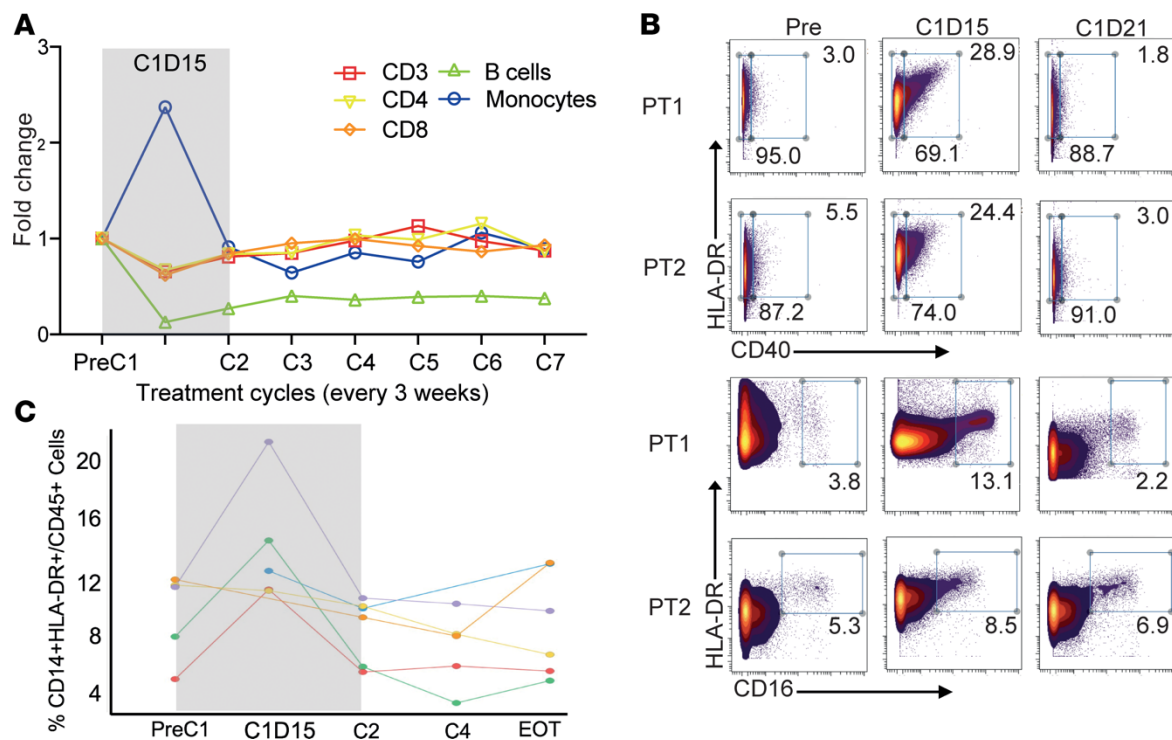 A
3
C1D15
CD3
B cells
CD4
Monocytes
CD8
2
1
0
Fold change
PreC1 C2 C3 C4 C5 C6 C7
Treatment cycles (every 3 weeks)
B
Pre C1D15 C1D21
PT1
3.0 28.9 1.8
95.0 69.1 88.7
PT2
5.5 24.4 3.0
87.2 74.0 91.0
HLA-DR
CD40
PT1
3.8 13.1 2.2
PT2
5.3 8.5 6.9
HLA-DR
CD16
C
% CD14+HLA-DR+/CD45+ Cells
20
16
12
8
4
PreC1 C1D15 C2 C4 EOT